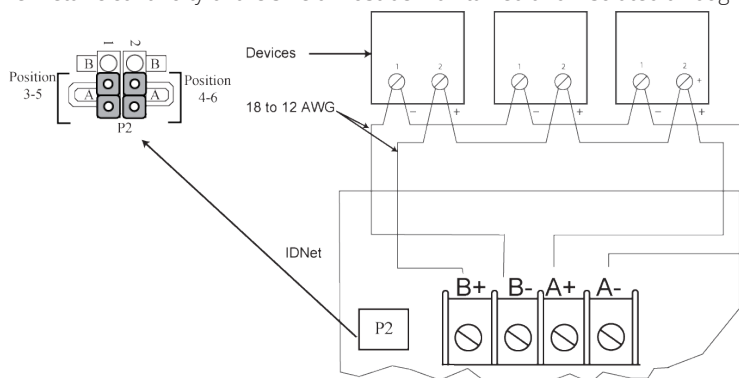 Devices
1 2
B B
Position
3-5
A A
Position
4-6
P2
1 2
1 2
1 2
+
− +
− +
− +
18 to 12 AWG
IDNet
B+ B- A+ A-
P2